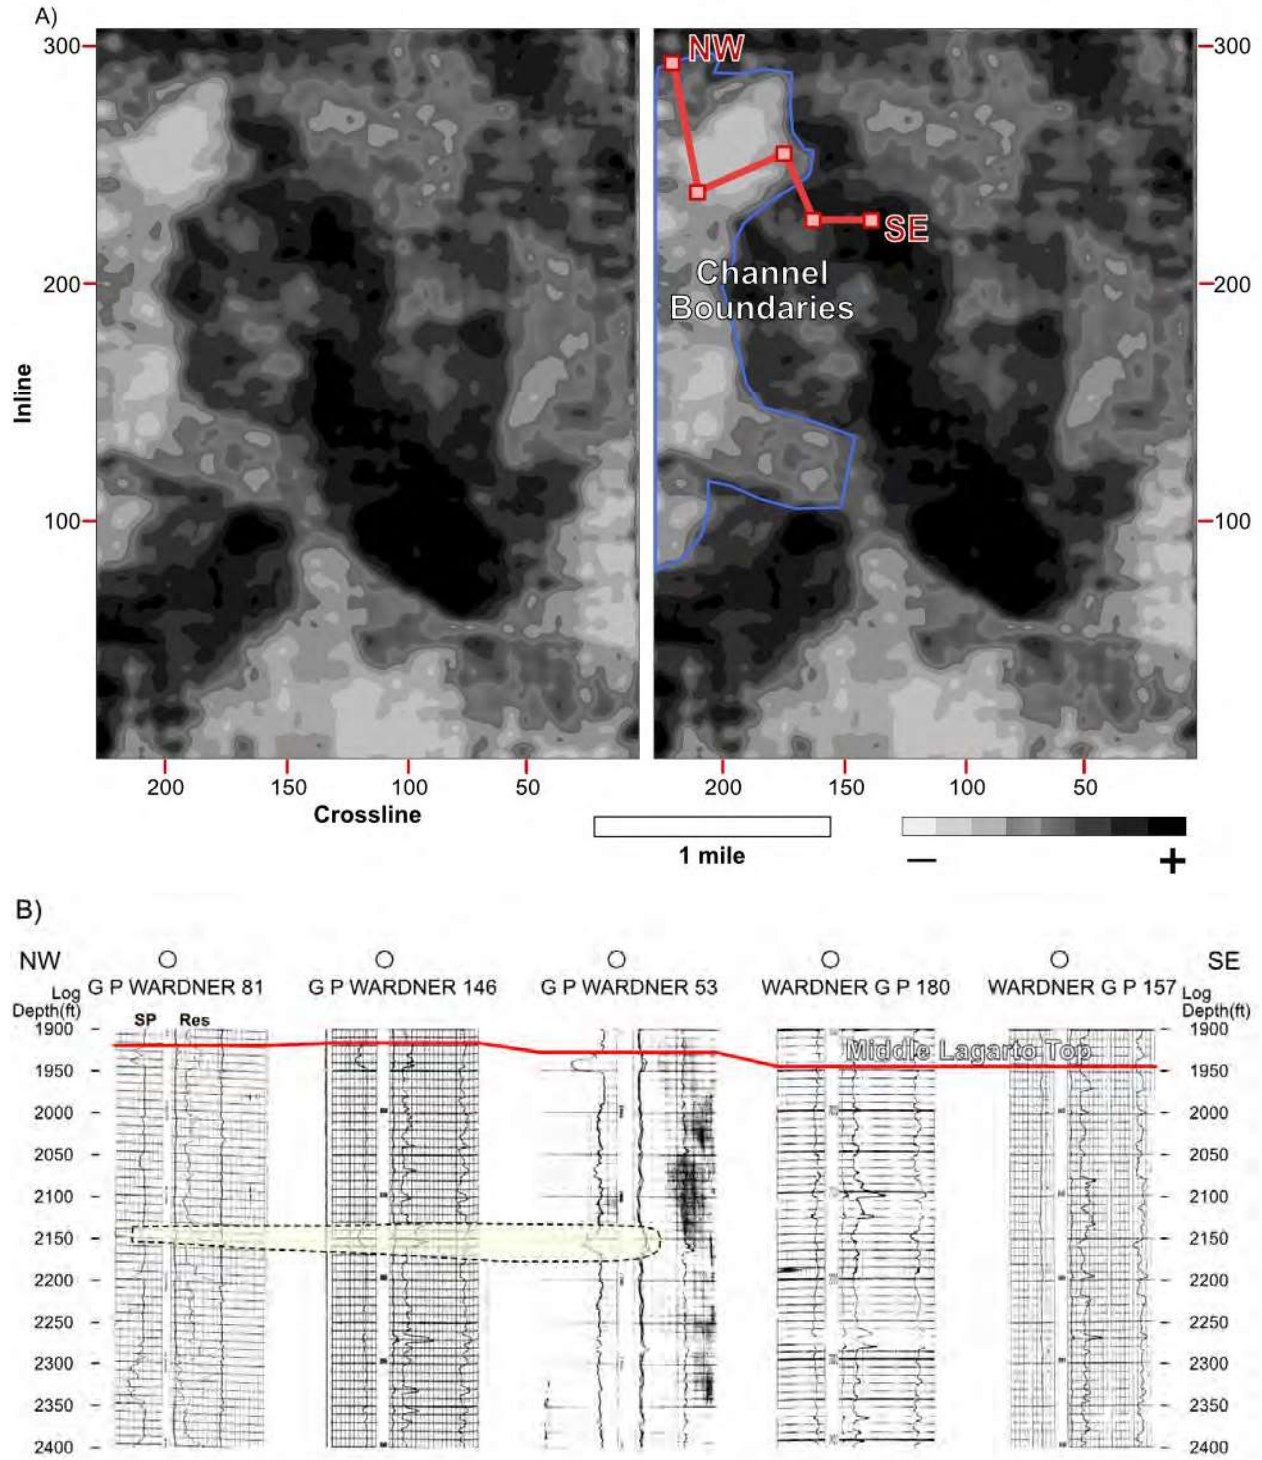 A)
300
NW
300
SE
Channel
Boundaries
200
200
Inline
100
100
200 150 100 50
200 150 100 50
Crossline
1 mile
— +
B)
NW
SE
G P WARDNER 81 G P WARDNER 146 G P WARDNER 53 WARDNER G P 180 WARDNER G P 157
Log
Depth(ft)
Log
Depth(ft)
SP Res
1900 1900
Middle Lagarto Top
1950 1950
2000 2000
2050 2050
2100 2100
2150 2150
2200 2200
2250 2250
2300 2300
2350 2350
2400 2400